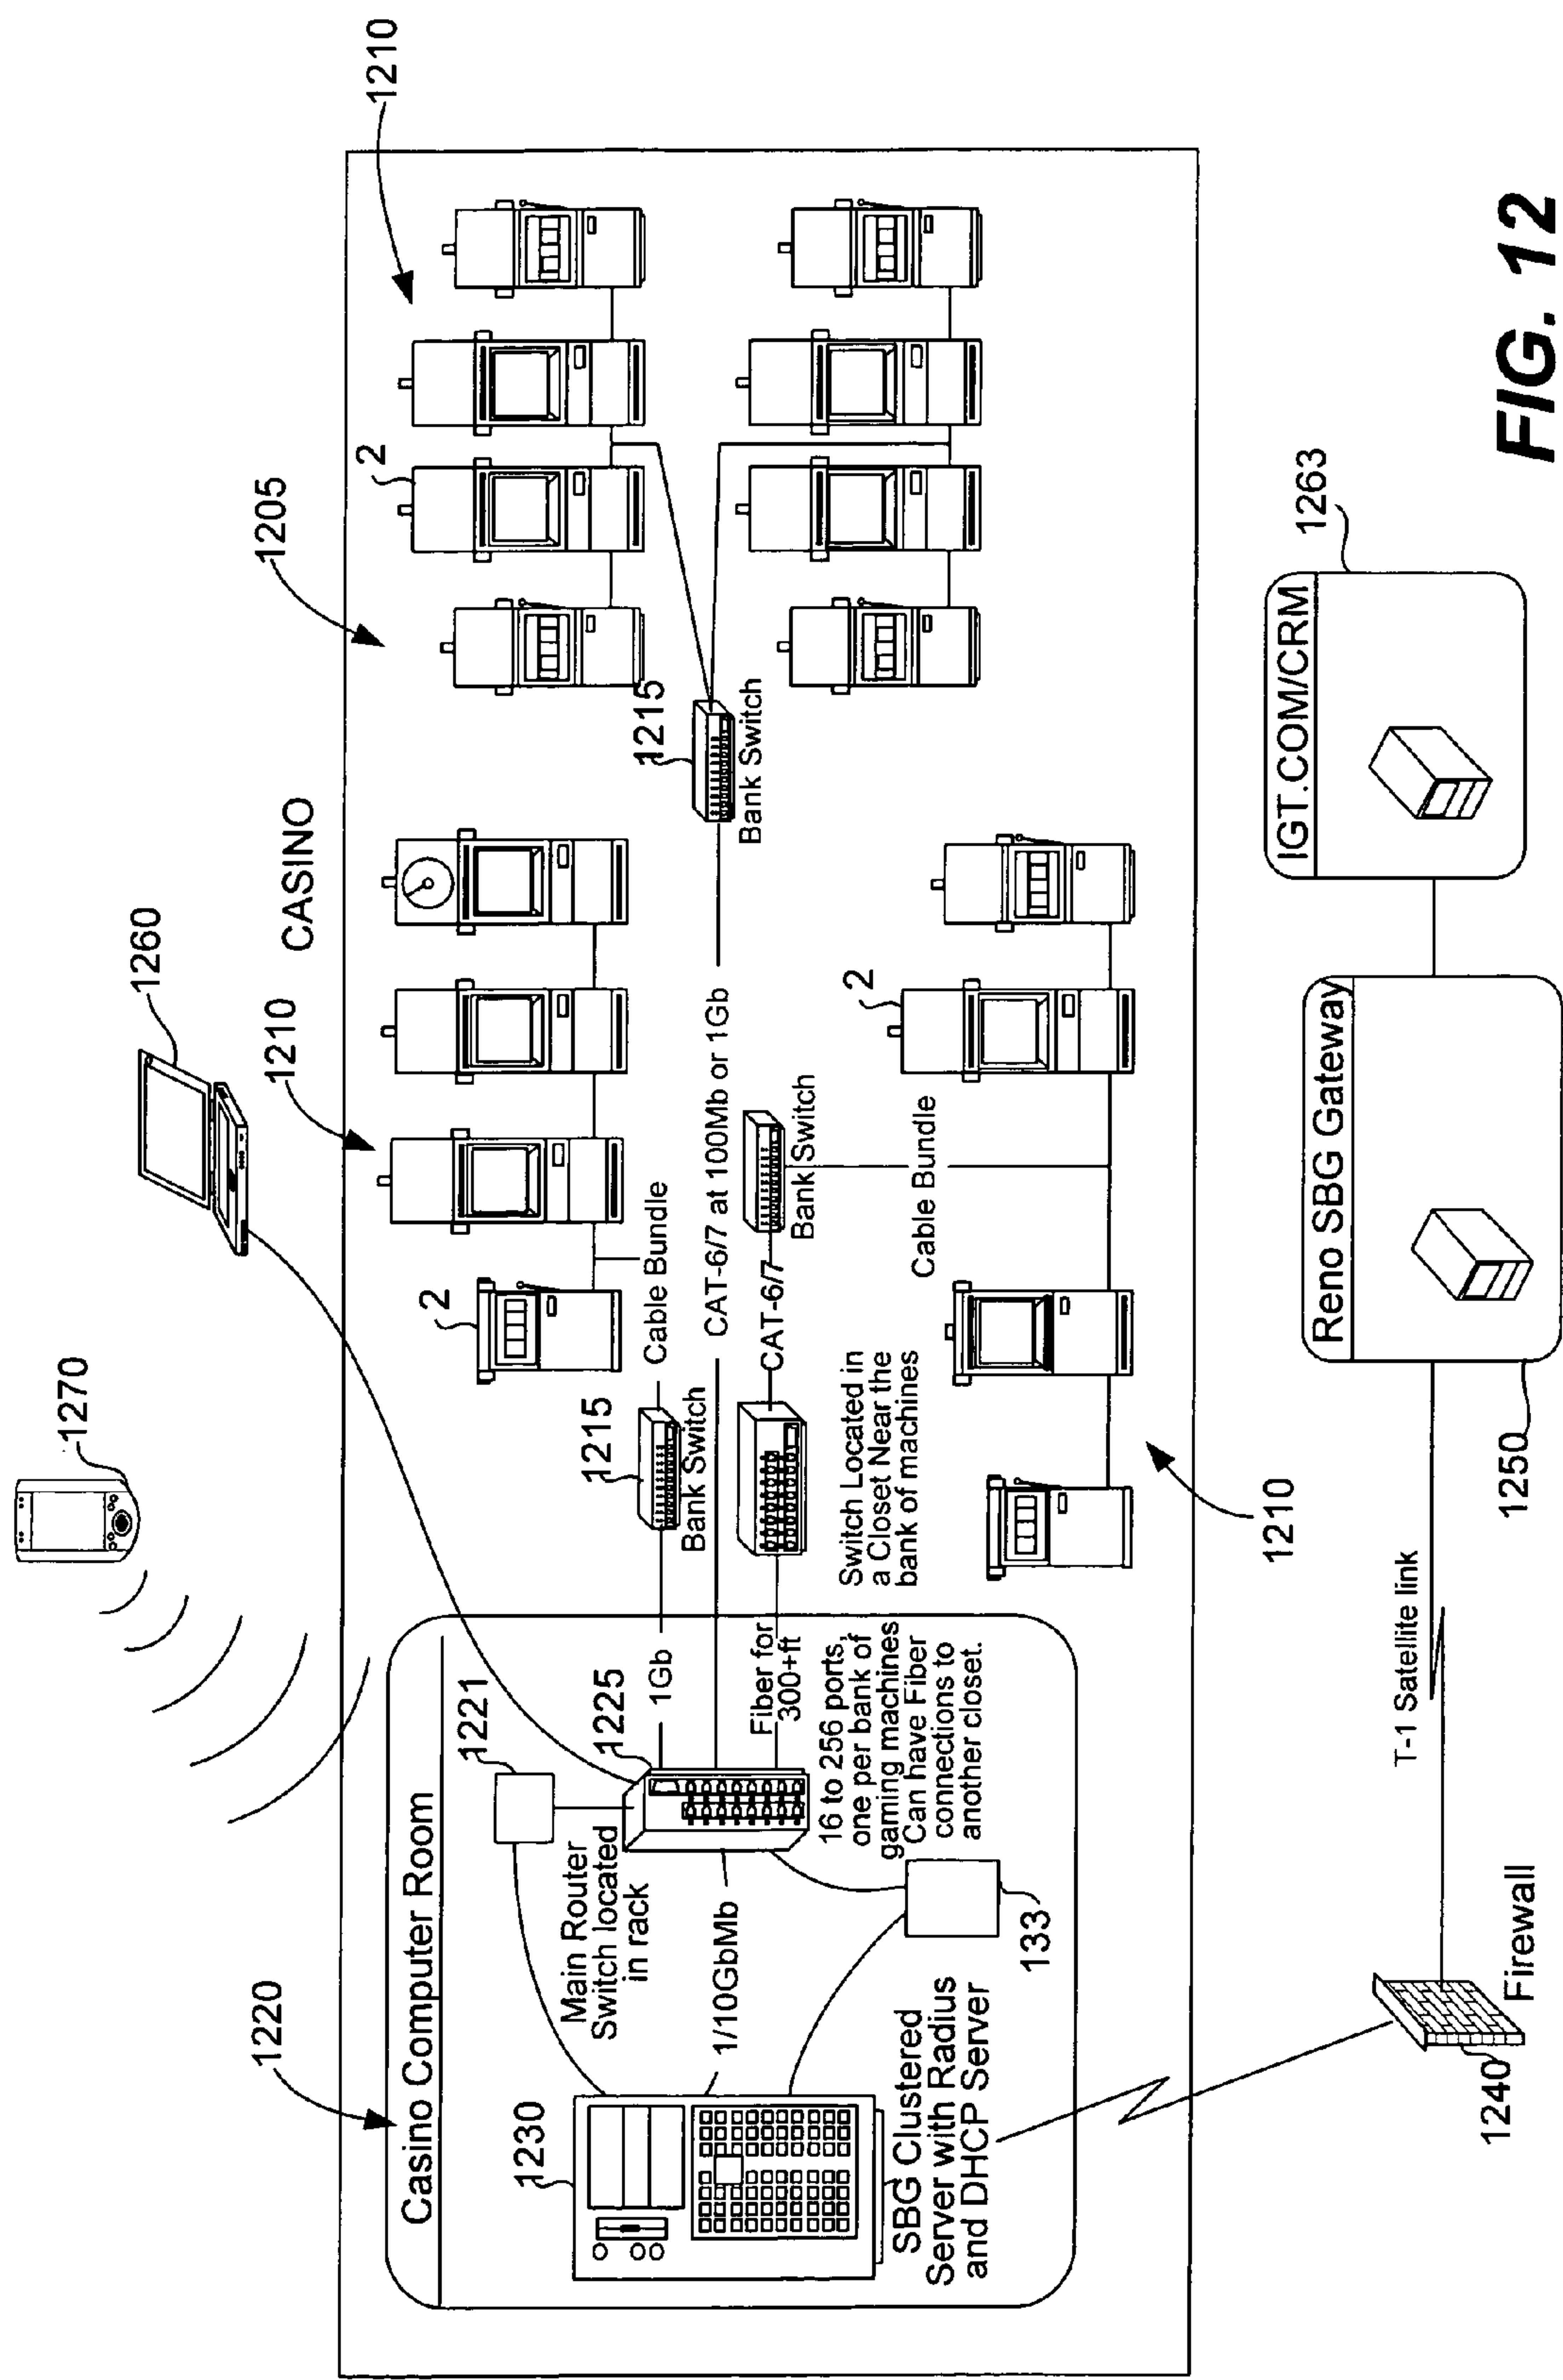 1270
1260
1220
Casino Computer Room
1210
CASINO
1205
1210
1230
1221
Main Router
Switch located
in rack
1225
1Gb
1215
Bank Switch
Cable Bundle
2
2
1/10GbMb
CAT-6/7 at 100Mb or 1Gb
1215
Bank Switch
Fiber for
300+ft
CAT-6/7
Bank Switch
SBG Clustered
Server with Radius
and DHCP Server
133
16 to 256 ports,
one per bank of
gaming machines
Can have Fiber
connections to
another closet.
Switch Located in
a Closet Near the
bank of machines
Cable Bundle
2
1210
1240
Firewall
T-1 Satellite link
1250
Reno SBG Gateway
IGT.COM/CRM
1263
FIG. 12